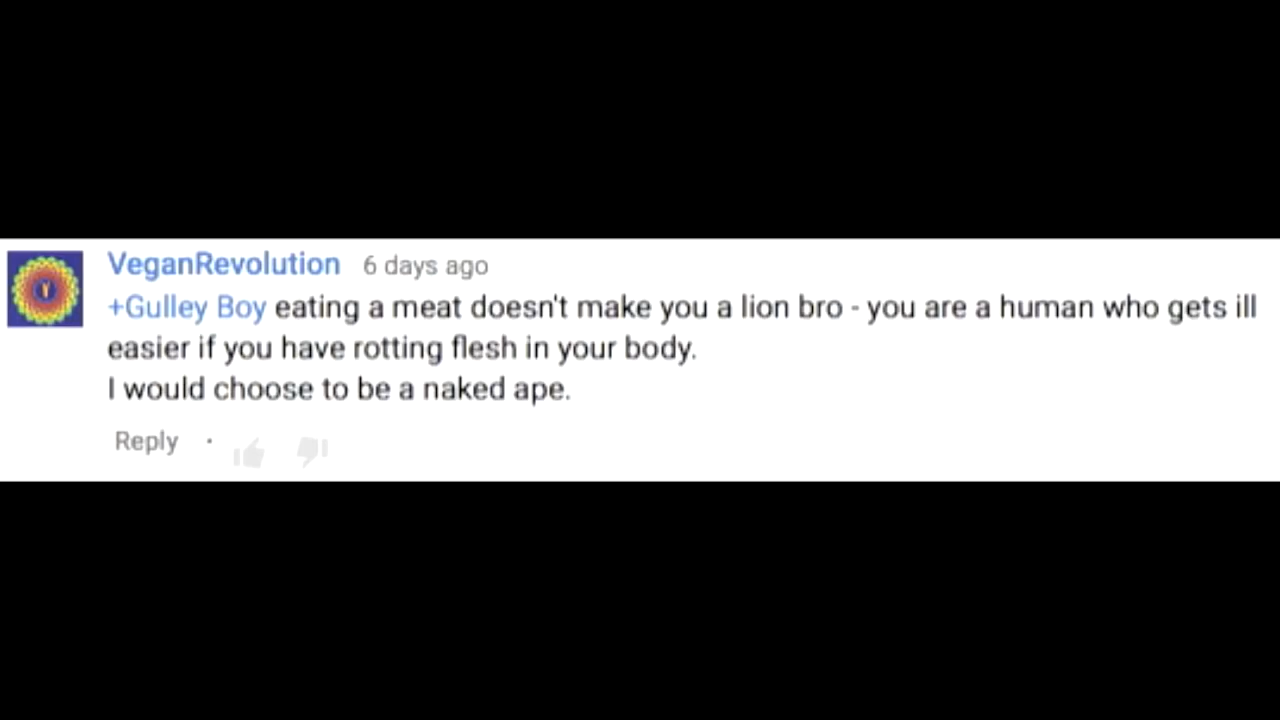 VeganRevolution 6 days ago
+Gulley Boy eating a meat doesn't make you a lion bro - you are a human who gets ill
easier if you have rotting flesh in your body.
I would choose to be a naked ape.
Reply ·